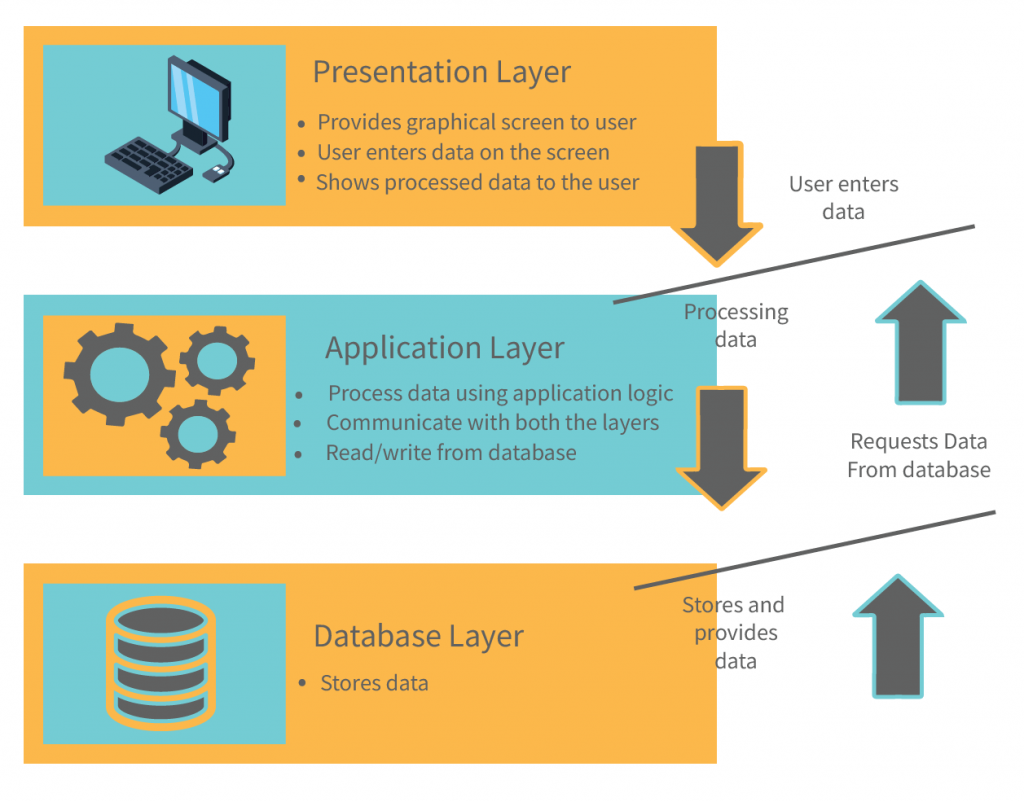 Presentation Layer
• Provides graphical screen to user
• User enters data on the screen
• Shows processed data to the user
User enters
data
Processing
data
Application Layer
• Process data using application logic
• Communicate with both the layers
• Read/write from database
Requests Data
From database
Stores and
provides
data
Database Layer
• Stores data